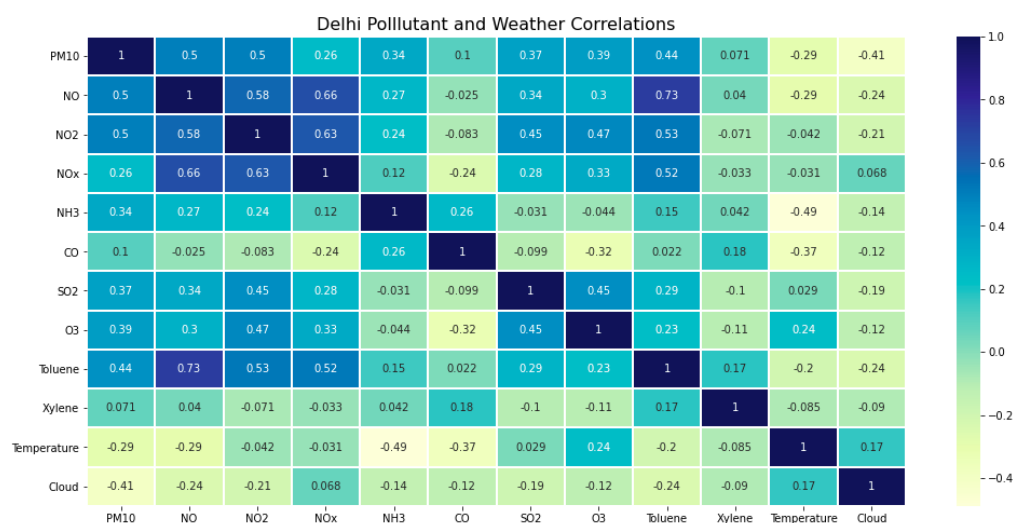 Delhi Polllutant and Weather Correlations
PM10 1 0.5 0.5 0.26 0.34 0.1 0.37 0.39 0.44 0.071 -0.29 -0.41
NO 0.5 1 0.58 0.66 0.27 -0.025 0.34 0.3 0.73 0.04 -0.29 -0.24
NO2 0.5 0.58 1 0.63 0.24 -0.083 0.45 0.47 0.53 -0.071 -0.042 -0.21
NOx 0.26 0.66 0.63 1 0.12 -0.24 0.28 0.33 0.52 -0.033 -0.031 0.068
NH3 0.34 0.27 0.24 0.12 1 0.26 -0.031 -0.044 0.15 0.042 -0.49 -0.14
CO 0.1 -0.025 -0.083 -0.24 0.26 1 -0.099 -0.32 0.022 0.18 -0.37 -0.12
SO2 0.37 0.34 0.45 0.28 -0.031 -0.099 1 0.45 0.29 -0.1 0.029 -0.19
O3 0.39 0.3 0.47 0.33 -0.044 -0.32 0.45 1 0.23 -0.11 0.24 -0.12
Toluene 0.44 0.73 0.53 0.52 0.15 0.022 0.29 0.23 1 0.17 -0.2 -0.24
Xylene 0.071 0.04 -0.071 -0.033 0.042 0.18 -0.1 -0.11 0.17 1 -0.085 -0.09
Temperature -0.29 -0.29 -0.042 -0.031 -0.49 -0.37 0.029 0.24 -0.2 -0.085 1 0.17
Cloud -0.41 -0.24 -0.21 0.068 -0.14 -0.12 -0.19 -0.12 -0.24 -0.09 0.17 1
PM10 NO NO2 NOx NH3 CO SO2 O3 Toluene Xylene Temperature Cloud
1.0
0.8
0.6
0.4
0.2
0.0
−0.2
−0.4